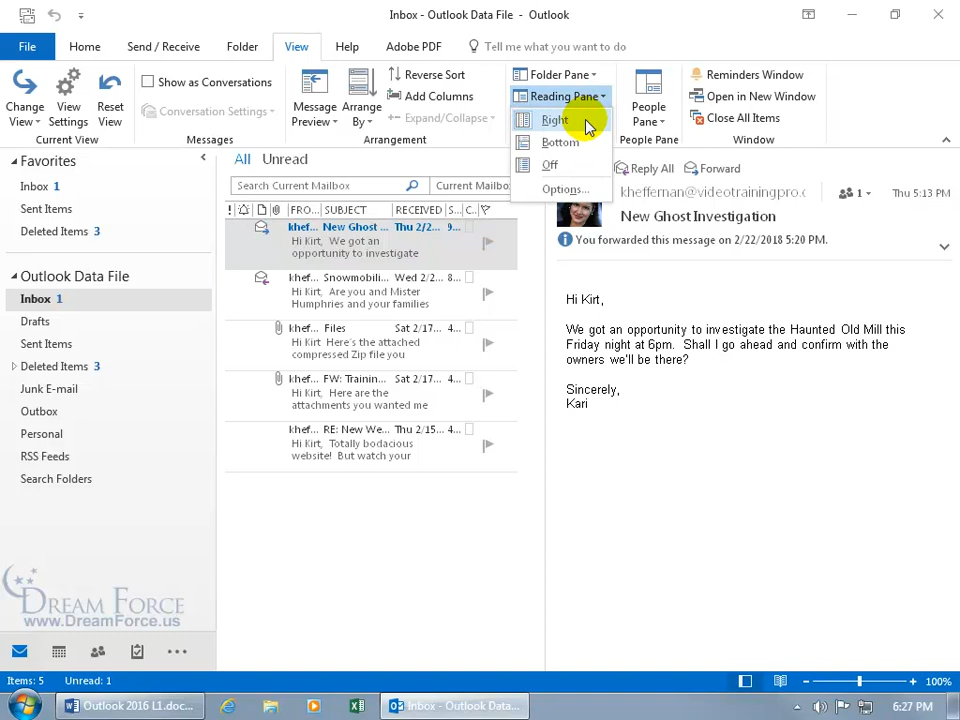 Inbox - Outlook Data File - Outlook
File Home Send / Receive Folder View Help Adobe PDF Tell me what you want to do
Change View
View Settings
Reset View
Current View
Show as Conversations
Conversation Settings
Messages
Message Preview
Arrange By
Reverse Sort
Add Columns
Expand/Collapse
Arrangement
Folder Pane
Reading Pane
Right
Bottom
Off
Options...
People Pane
People Pane
Reminders Window
Open in New Window
Close All Items
Window
Favorites
Inbox 1
Sent Items
Deleted Items 3
Outlook Data File
Inbox 1
Drafts
Sent Items
Deleted Items 3
Junk E-mail
Outbox
Personal
RSS Feeds
Search Folders
DREAM FORCE
www.DreamForce.us
All Unread
Search Current Mailbox Current Mailbo
FRO... SUBJECT RECEIVED S... C...
khef... New Ghost ... Thu 2/2... 9...
Hi Kirt, We got an
opportunity to investigate
khef... Snowmobili... Wed 2/2... 8...
Hi Kirt, Are you and Mister
Humphries and your families
khef... Files Sat 2/17... 4...
Hi Kirt Here's the attached
compressed Zip file you
khef... FW: Trainin... Sat 2/17... 4...
Hi Kirt, Here are the
attachments you wanted me
khef... RE: New We... Thu 2/15... 4...
Hi Kirt, Totally bodacious
website! But watch your
Reply All Forward
kheffernan@videotrainingpro.c 1 Thu 5:13 PM
New Ghost Investigation
You forwarded this message on 2/22/2018 5:20 PM.
Hi Kirt,
We got an opportunity to investigate the Haunted Old Mill this
Friday night at 6pm. Shall I go ahead and confirm with the
owners we'll be there?
Sincerely,
Kari
Items: 5 Unread: 1 100%
Outlook 2016 L1.doc... Inbox - Outlook Data... 6:27 PM